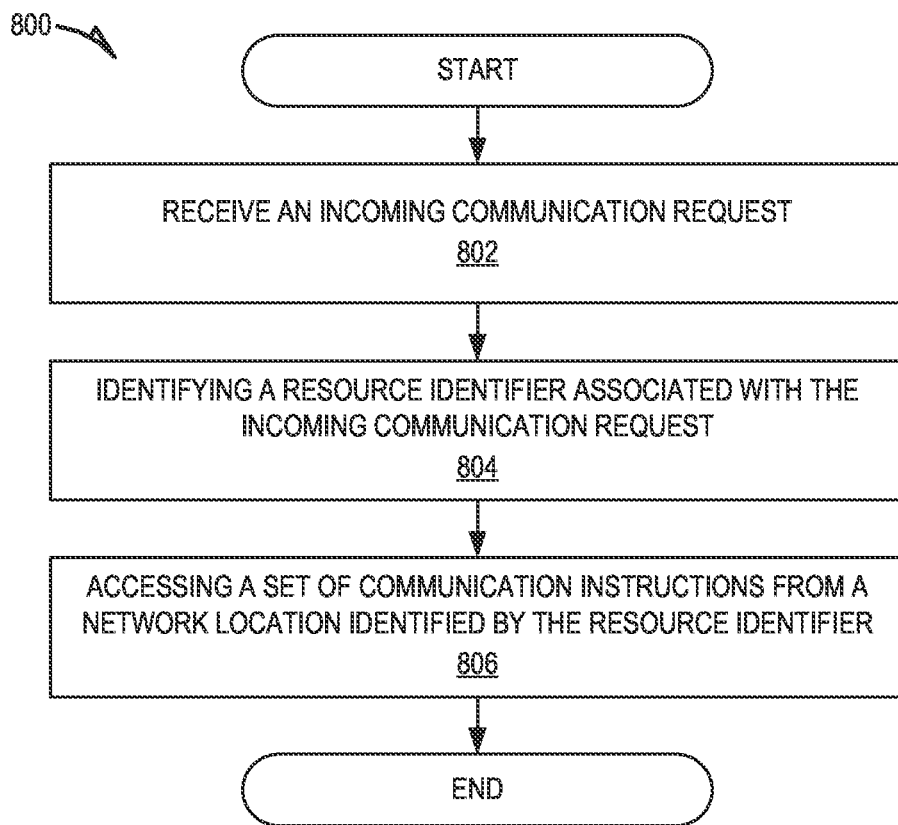 800
START
RECEIVE AN INCOMING COMMUNICATION REQUEST
802
IDENTIFYING A RESOURCE IDENTIFIER ASSOCIATED WITH THE
INCOMING COMMUNICATION REQUEST
804
ACCESSING A SET OF COMMUNICATION INSTRUCTIONS FROM A
NETWORK LOCATION IDENTIFIED BY THE RESOURCE IDENTIFIER
806
END